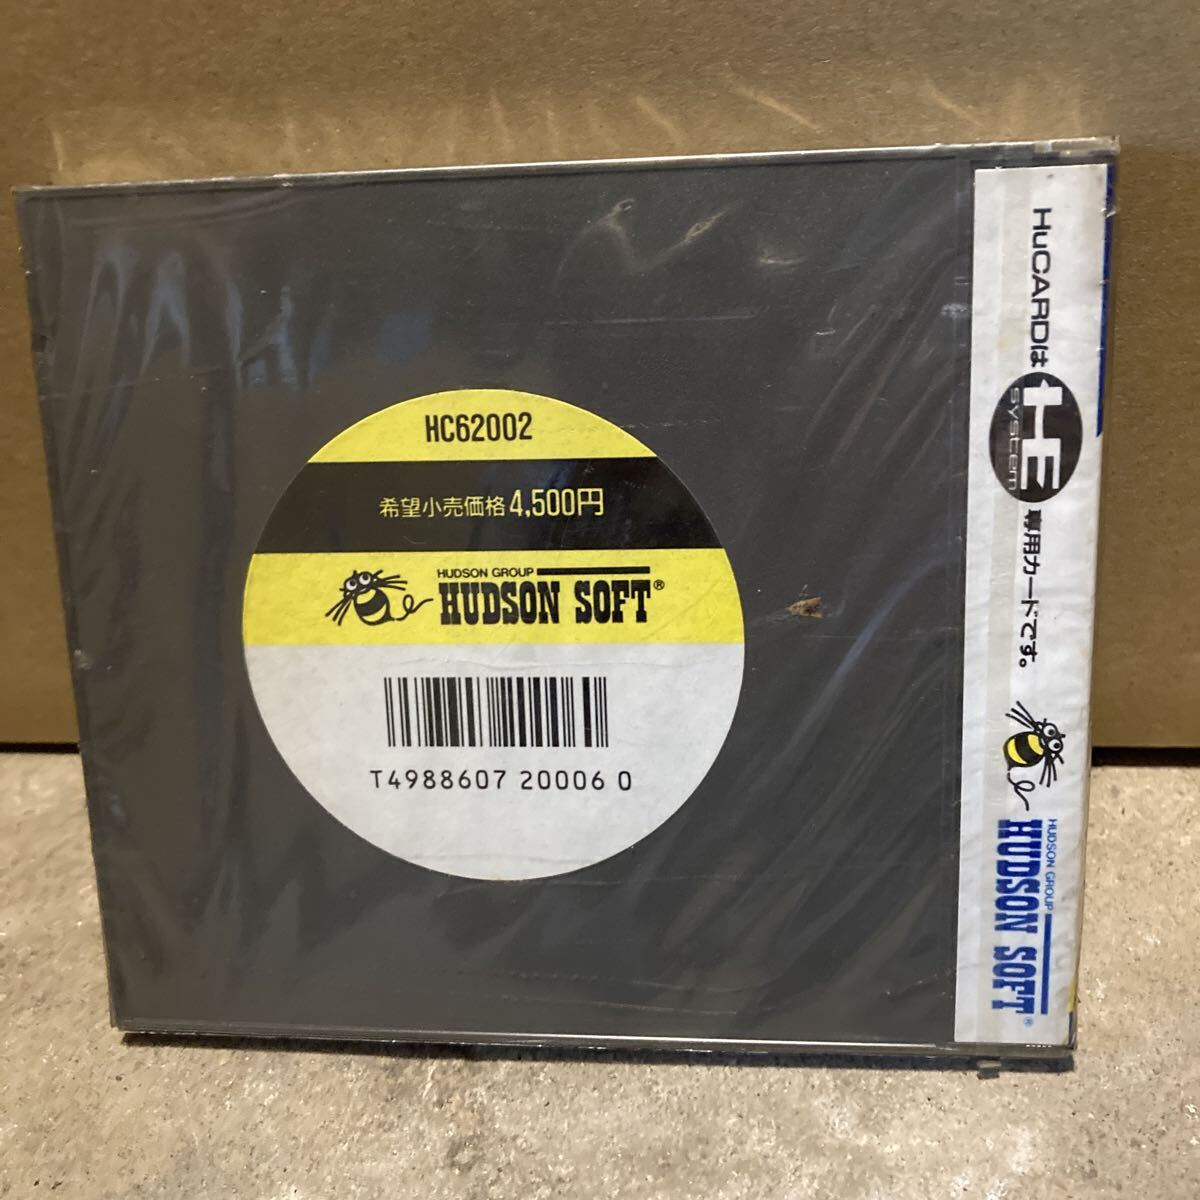 HC62002
希望小売価格4,500円
HUDSON GROUP
HUDSON SOFT®
T4988607 20006 0
HuCARDは HE system 専用カードです。
HUDSON GROUP
HUDSON SOFT®